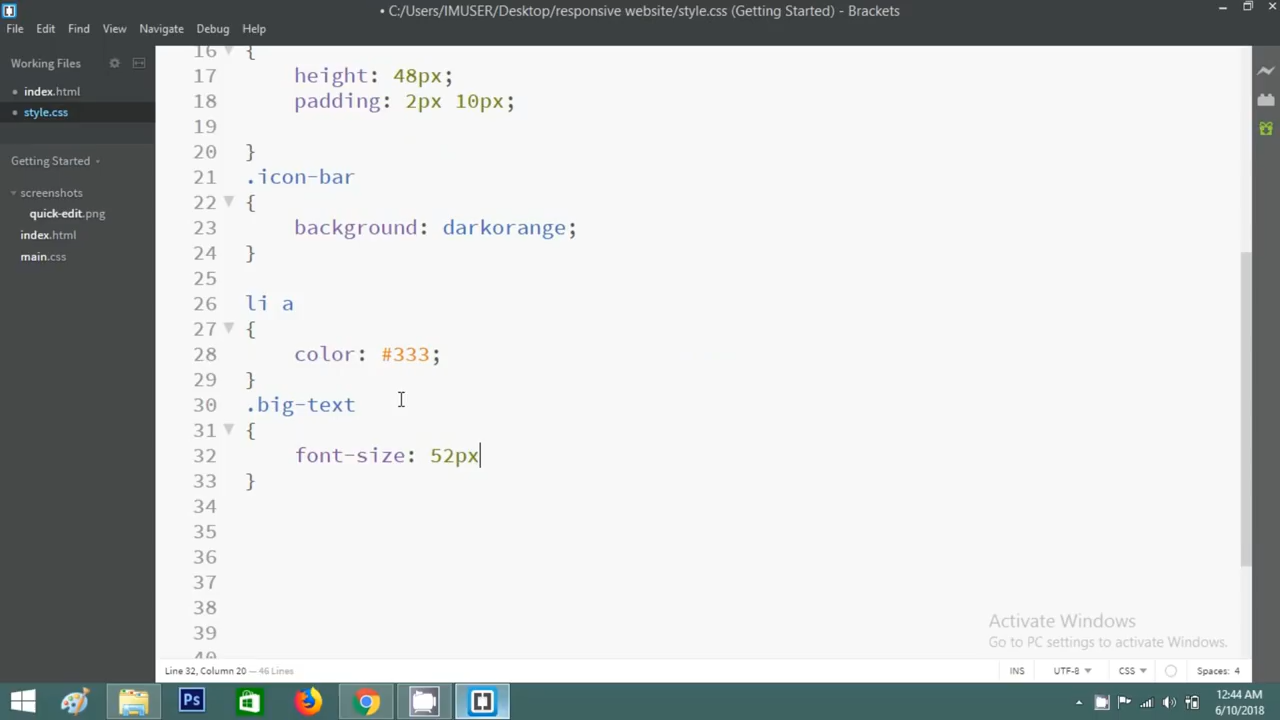 • C:/Users/IMUSER/Desktop/responsive website/style.css (Getting Started) - Brackets
File Edit Find View Navigate Debug Help
Working Files
index.html
style.css
Getting Started
screenshots
quick-edit.png
index.html
main.css
16 {
17 height: 48px;
18 padding: 2px 10px;
19
20 }
21 .icon-bar
22 {
23 background: darkorange;
24 }
25
26 li a
27 {
28 color: #333;
29 }
30 .big-text
31 {
32 font-size: 52px
33 }
34
35
36
37
38
39
40
Activate Windows
Go to PC settings to activate Windows.
Line 32, Column 20 — 46 Lines
INS UTF-8 CSS Spaces: 4
Ps
12:44 AM
6/10/2018